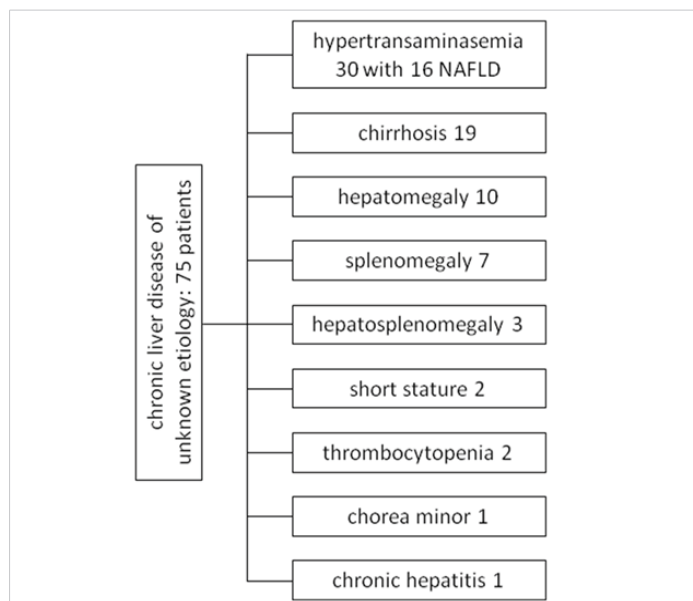 chronic liver disease of
unknown etiology: 75 patients
hypertransaminasemia
30 with 16 NAFLD
chirrhosis 19
hepatomegaly 10
splenomegaly 7
hepatosplenomegaly 3
short stature 2
thrombocytopenia 2
chorea minor 1
chronic hepatitis 1